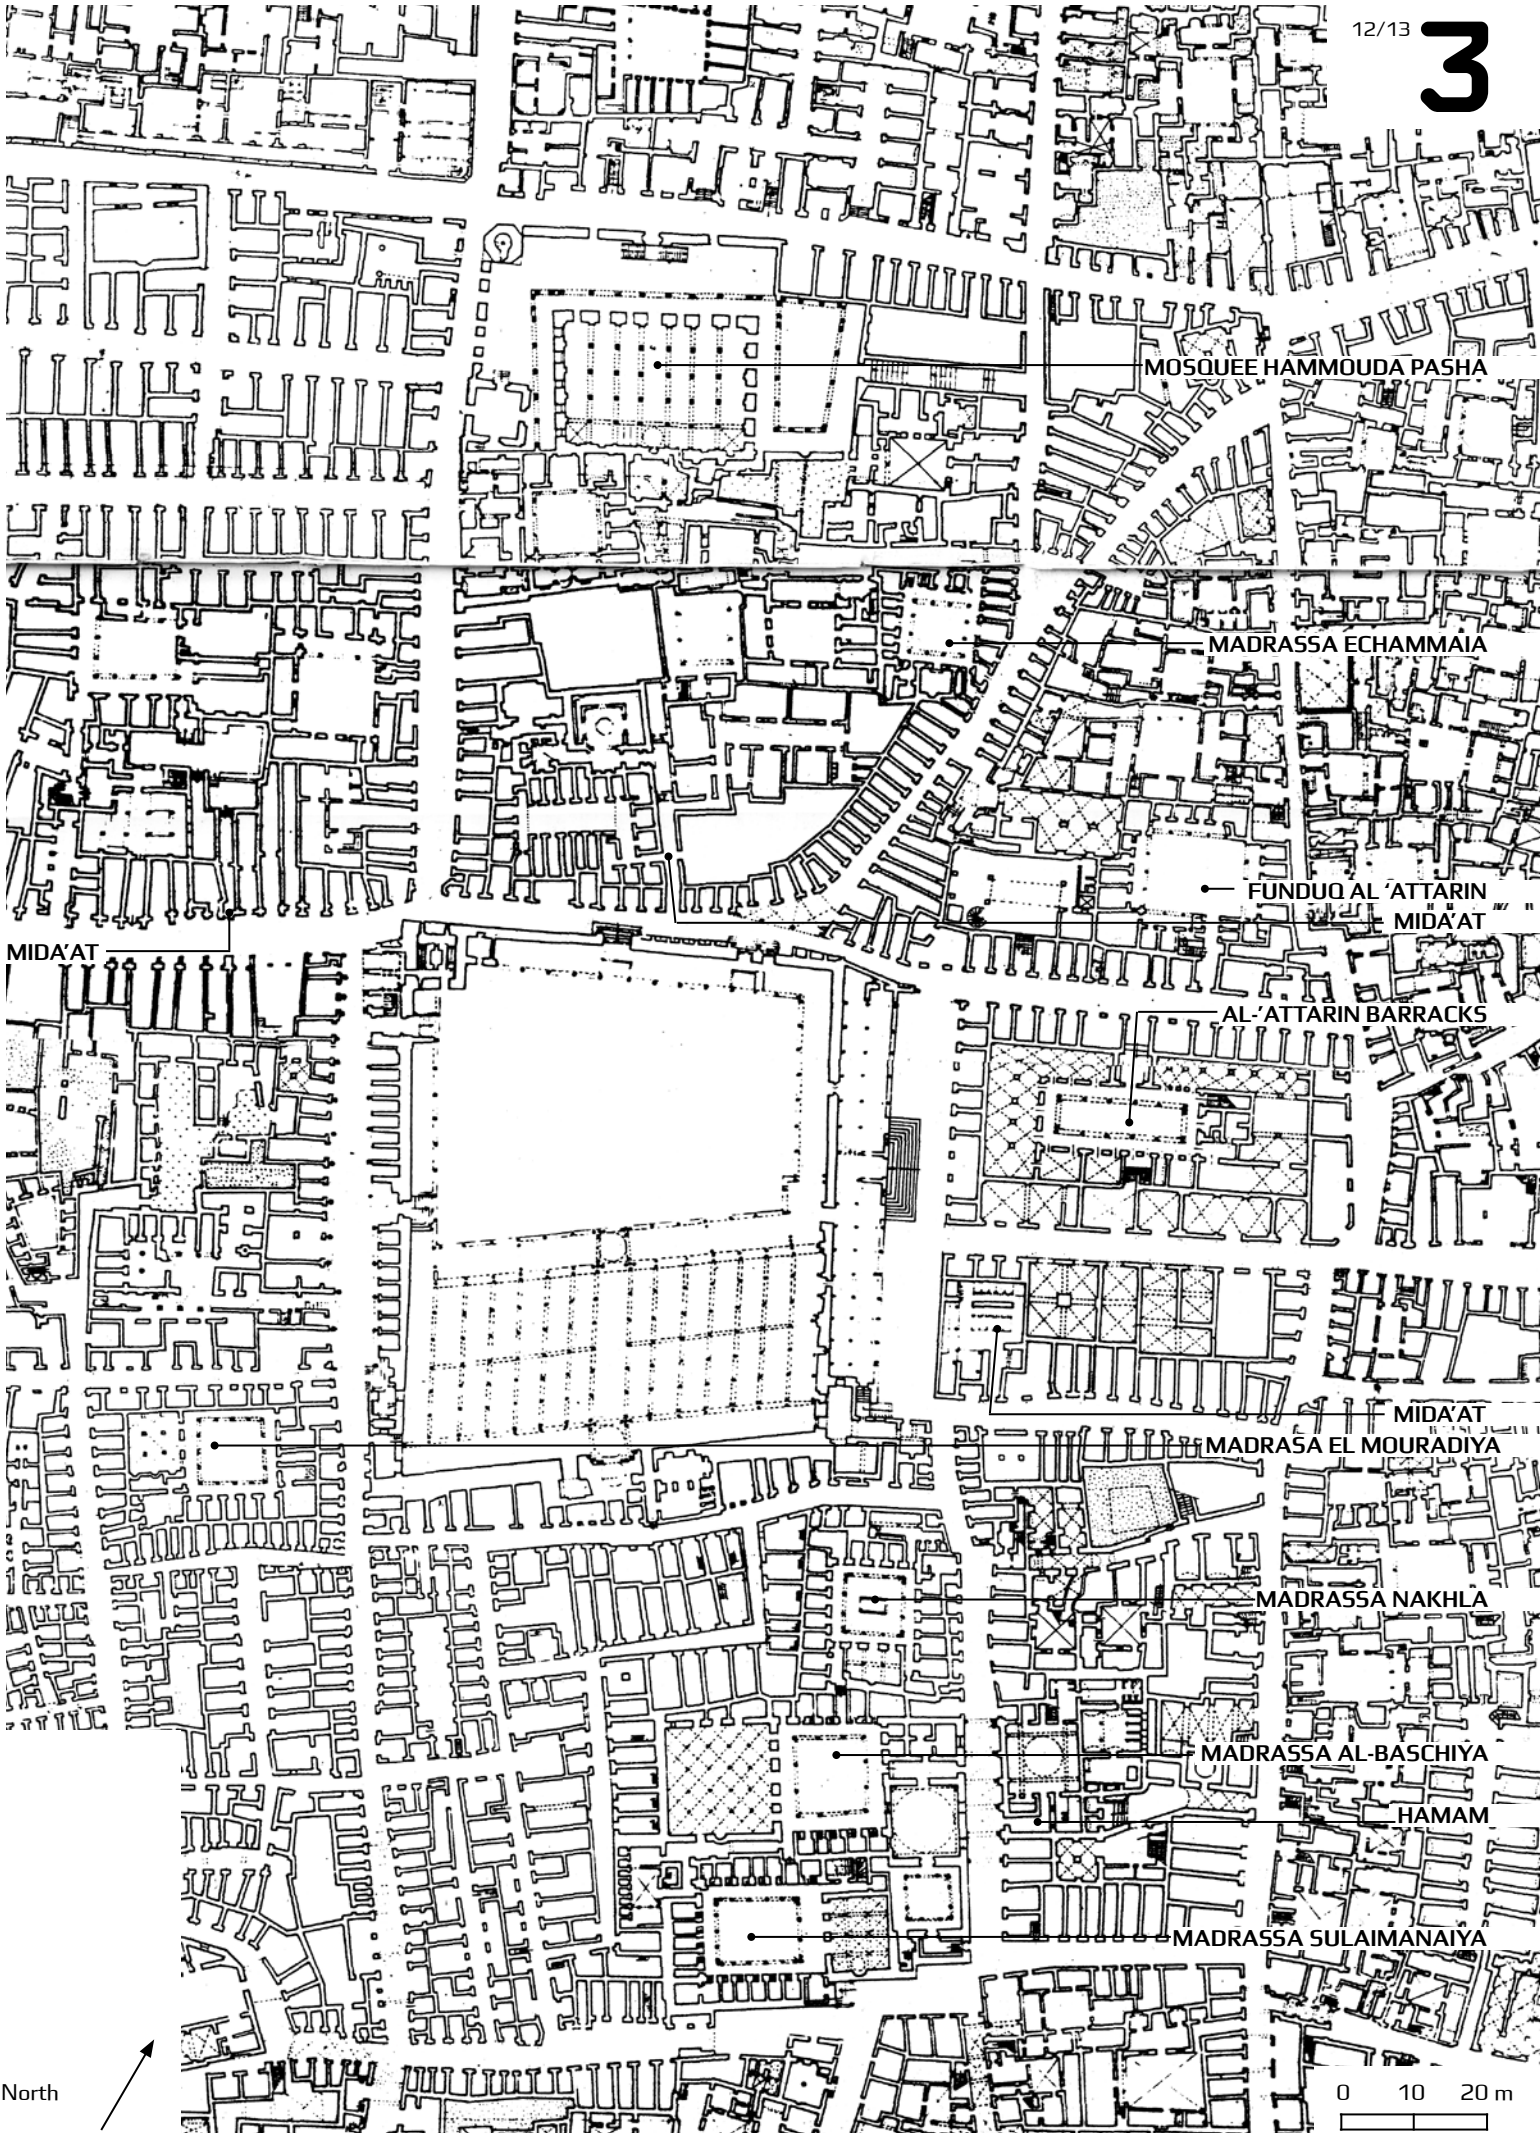 12/13
3
MOSQUEE HAMMOUDA PASHA
MADRASSA ECHAMMAIA
FUNDUQ AL ‘ATTARIN
MIDA’AT
MIDA’AT
AL-’ATTARIN BARRACKS
MIDA’AT
MADRASA EL MOURADIYA
MADRASSA NAKHLA
MADRASSA AL-BASCHIYA
HAMAM
MADRASSA SULAIMANAIYA
North
0 10 20 m